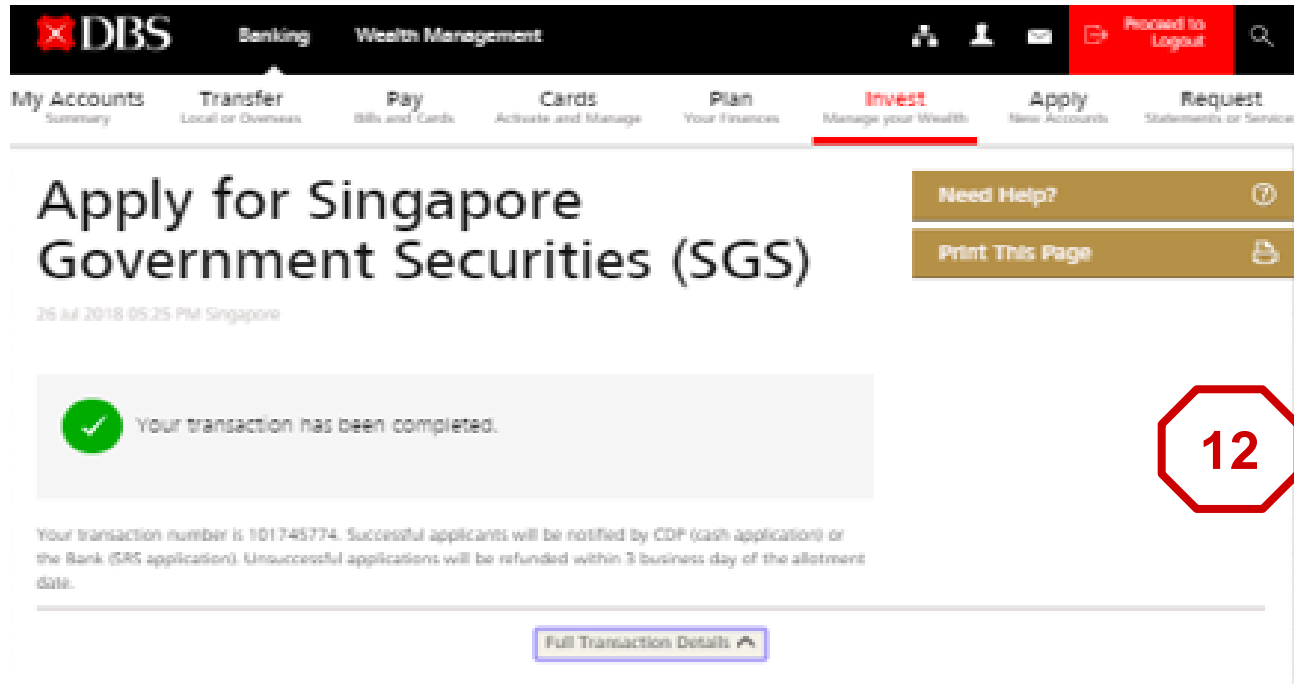 DBS Banking Wealth Management Proceed to
Logout
My Accounts Transfer Pay Cards Plan Invest Apply Request
Summary Local or Overseas Bills and Cards Activate and Manage Your Finances Manage your Wealth New Accounts Statements or Service
Apply for Singapore
Government Securities (SGS)
Need Help?
Print This Page
26 Jul 2018 05:25 PM Singapore
Your transaction has been completed.
12
Your transaction number is 101745774. Successful applicants will be notified by CDP (cash application) or
the Bank (SRS application). Unsuccessful applications will be refunded within 3 business day of the allotment
date.
Full Transaction Details